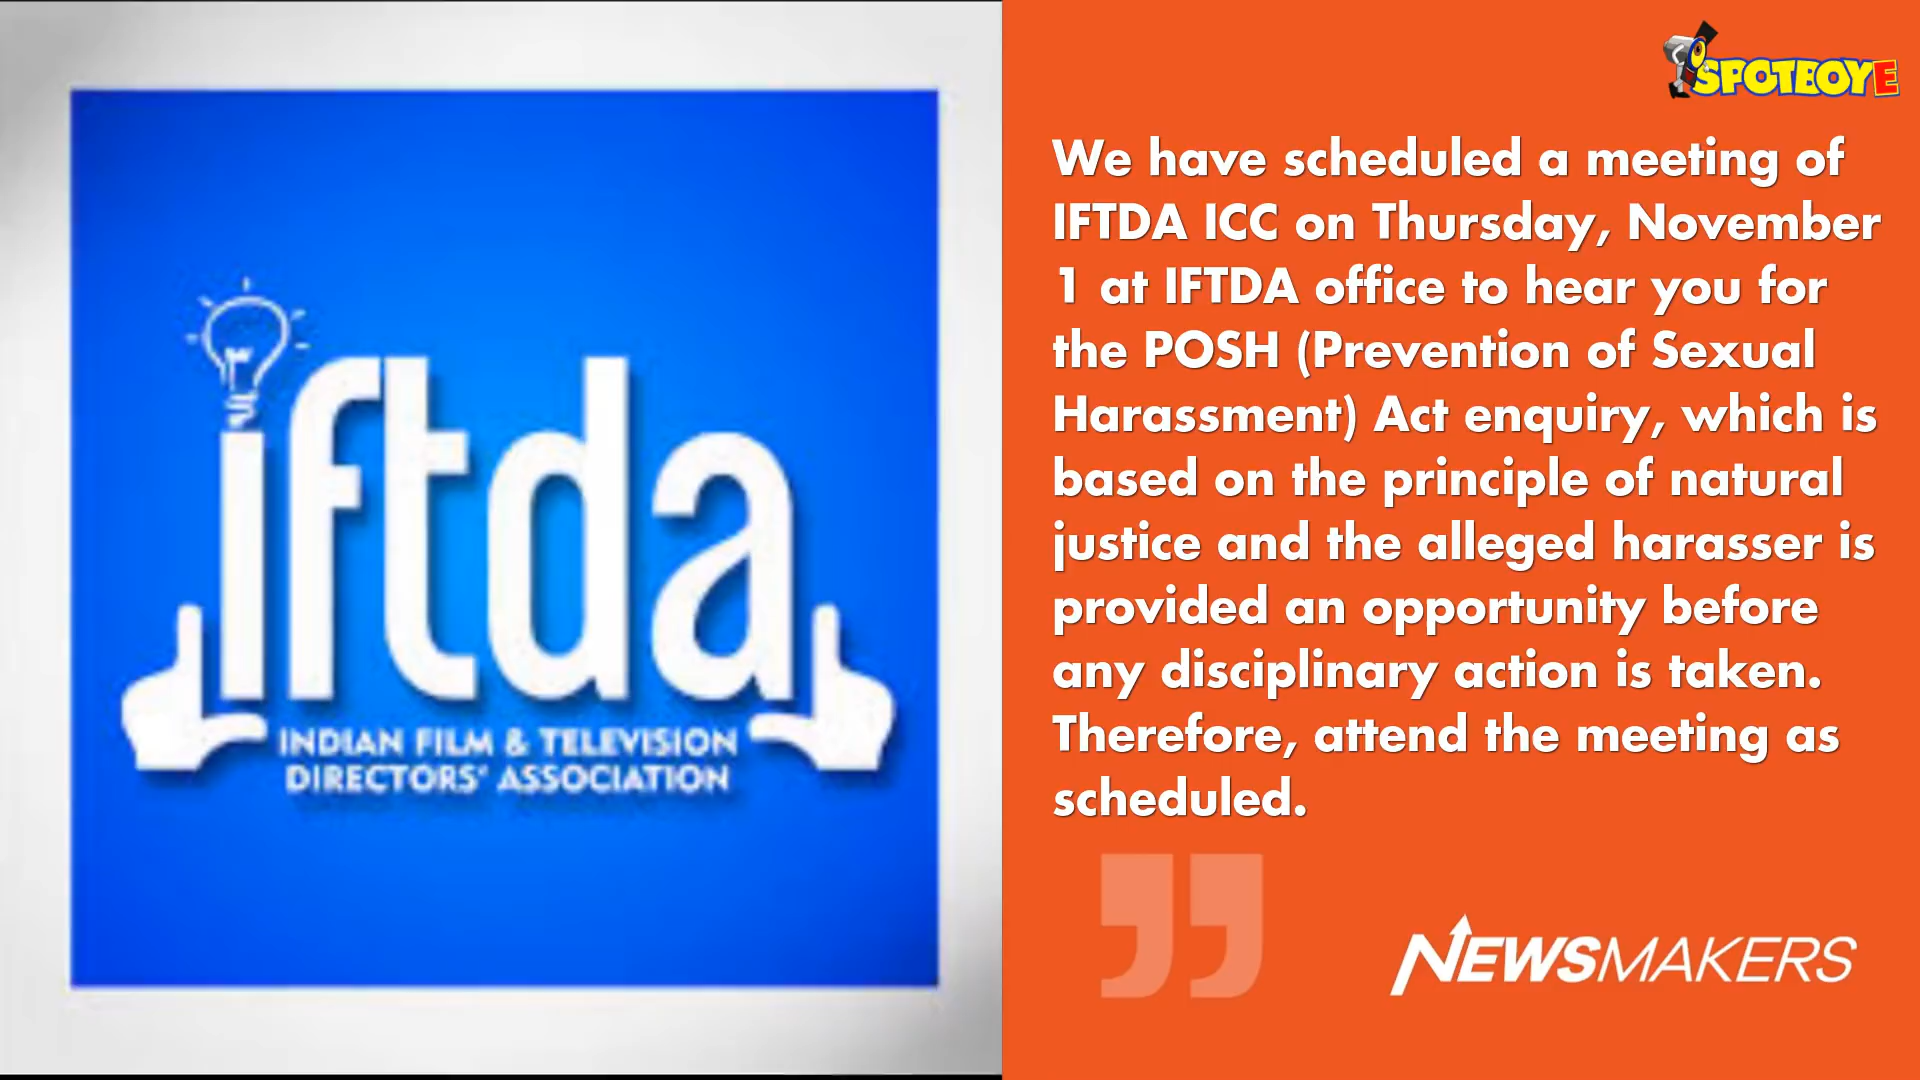 iftda
INDIAN FILM & TELEVISION
DIRECTORS' ASSOCIATION
SPOTBOYE
We have scheduled a meeting of
IFTDA ICC on Thursday, November
1 at IFTDA office to hear you for
the POSH (Prevention of Sexual
Harassment) Act enquiry, which is
based on the principle of natural
justice and the alleged harasser is
provided an opportunity before
any disciplinary action is taken.
Therefore, attend the meeting as
scheduled.
”
NEWSMAKERS